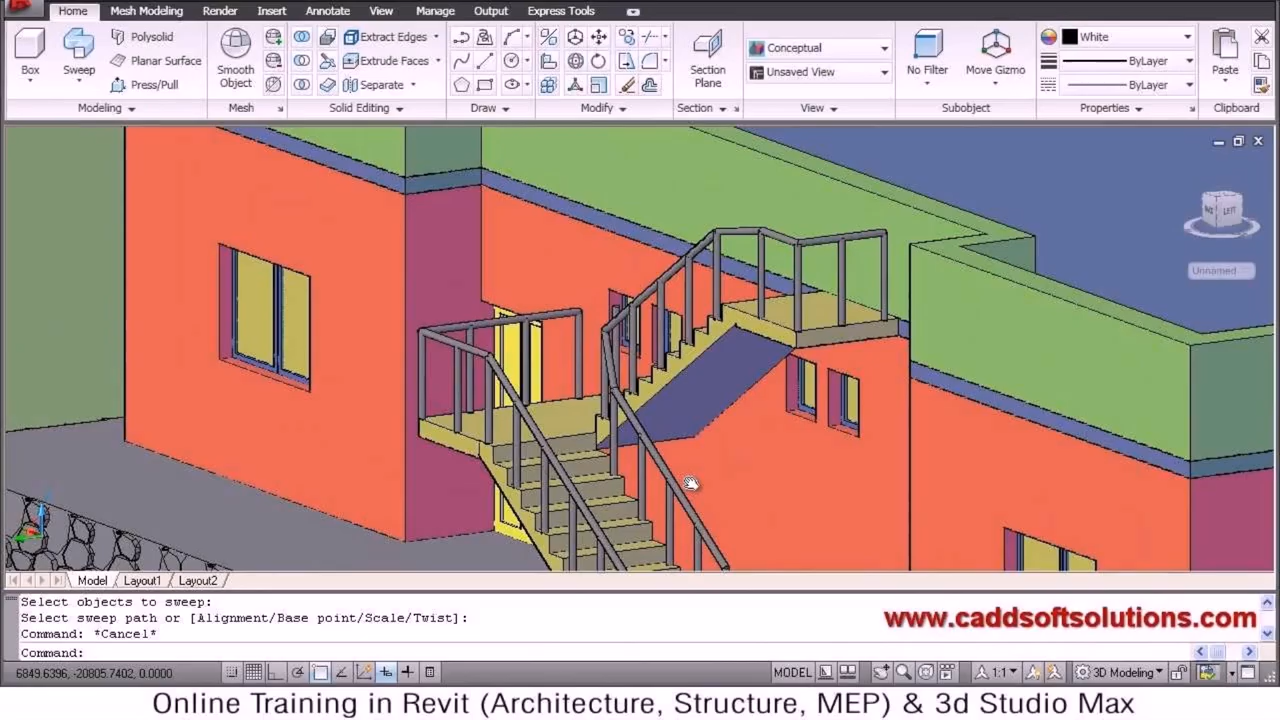 Home Mesh Modeling Render Insert Annotate View Manage Output Express Tools
Box
Sweep
Polysolid
Planar Surface
Press/Pull
Modeling
Smooth
Object
Mesh
Extract Edges
Extrude Faces
Separate
Solid Editing
Draw
Modify
Section
Plane
Section
Conceptual
Unsaved View
View
No Filter
Move Gizmo
Subobject
White
ByLayer
ByLayer
Properties
Paste
Clipboard
LEFT
Unnamed
Model Layout1 Layout2
Select objects to sweep:
Select sweep path or [Alignment/Base point/Scale/Twist]:
Command: *Cancel*
Command:
www.caddsoftsolutions.com
6849.6396, -20805.7402, 0.0000
MODEL
1:1
3D Modeling
Online Training in Revit (Architecture, Structure, MEP) & 3d Studio Max